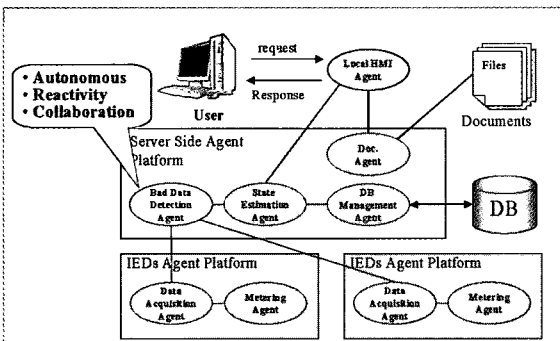 request
Response
User
Local HMI
Agent
Files
Documents
• Autonomous
• Reactivity
• Collaboration
Server Side Agent
Platform
Doc.
Agent
Bad Data
Detection
Agent
State
Estimation
Agent
DB
Management
Agent
DB
IEDs Agent Platform
Data
Acquisition
Agent
Metering
Agent
IEDs Agent Platform
Data
Acquisition
Agent
Metering
Agent